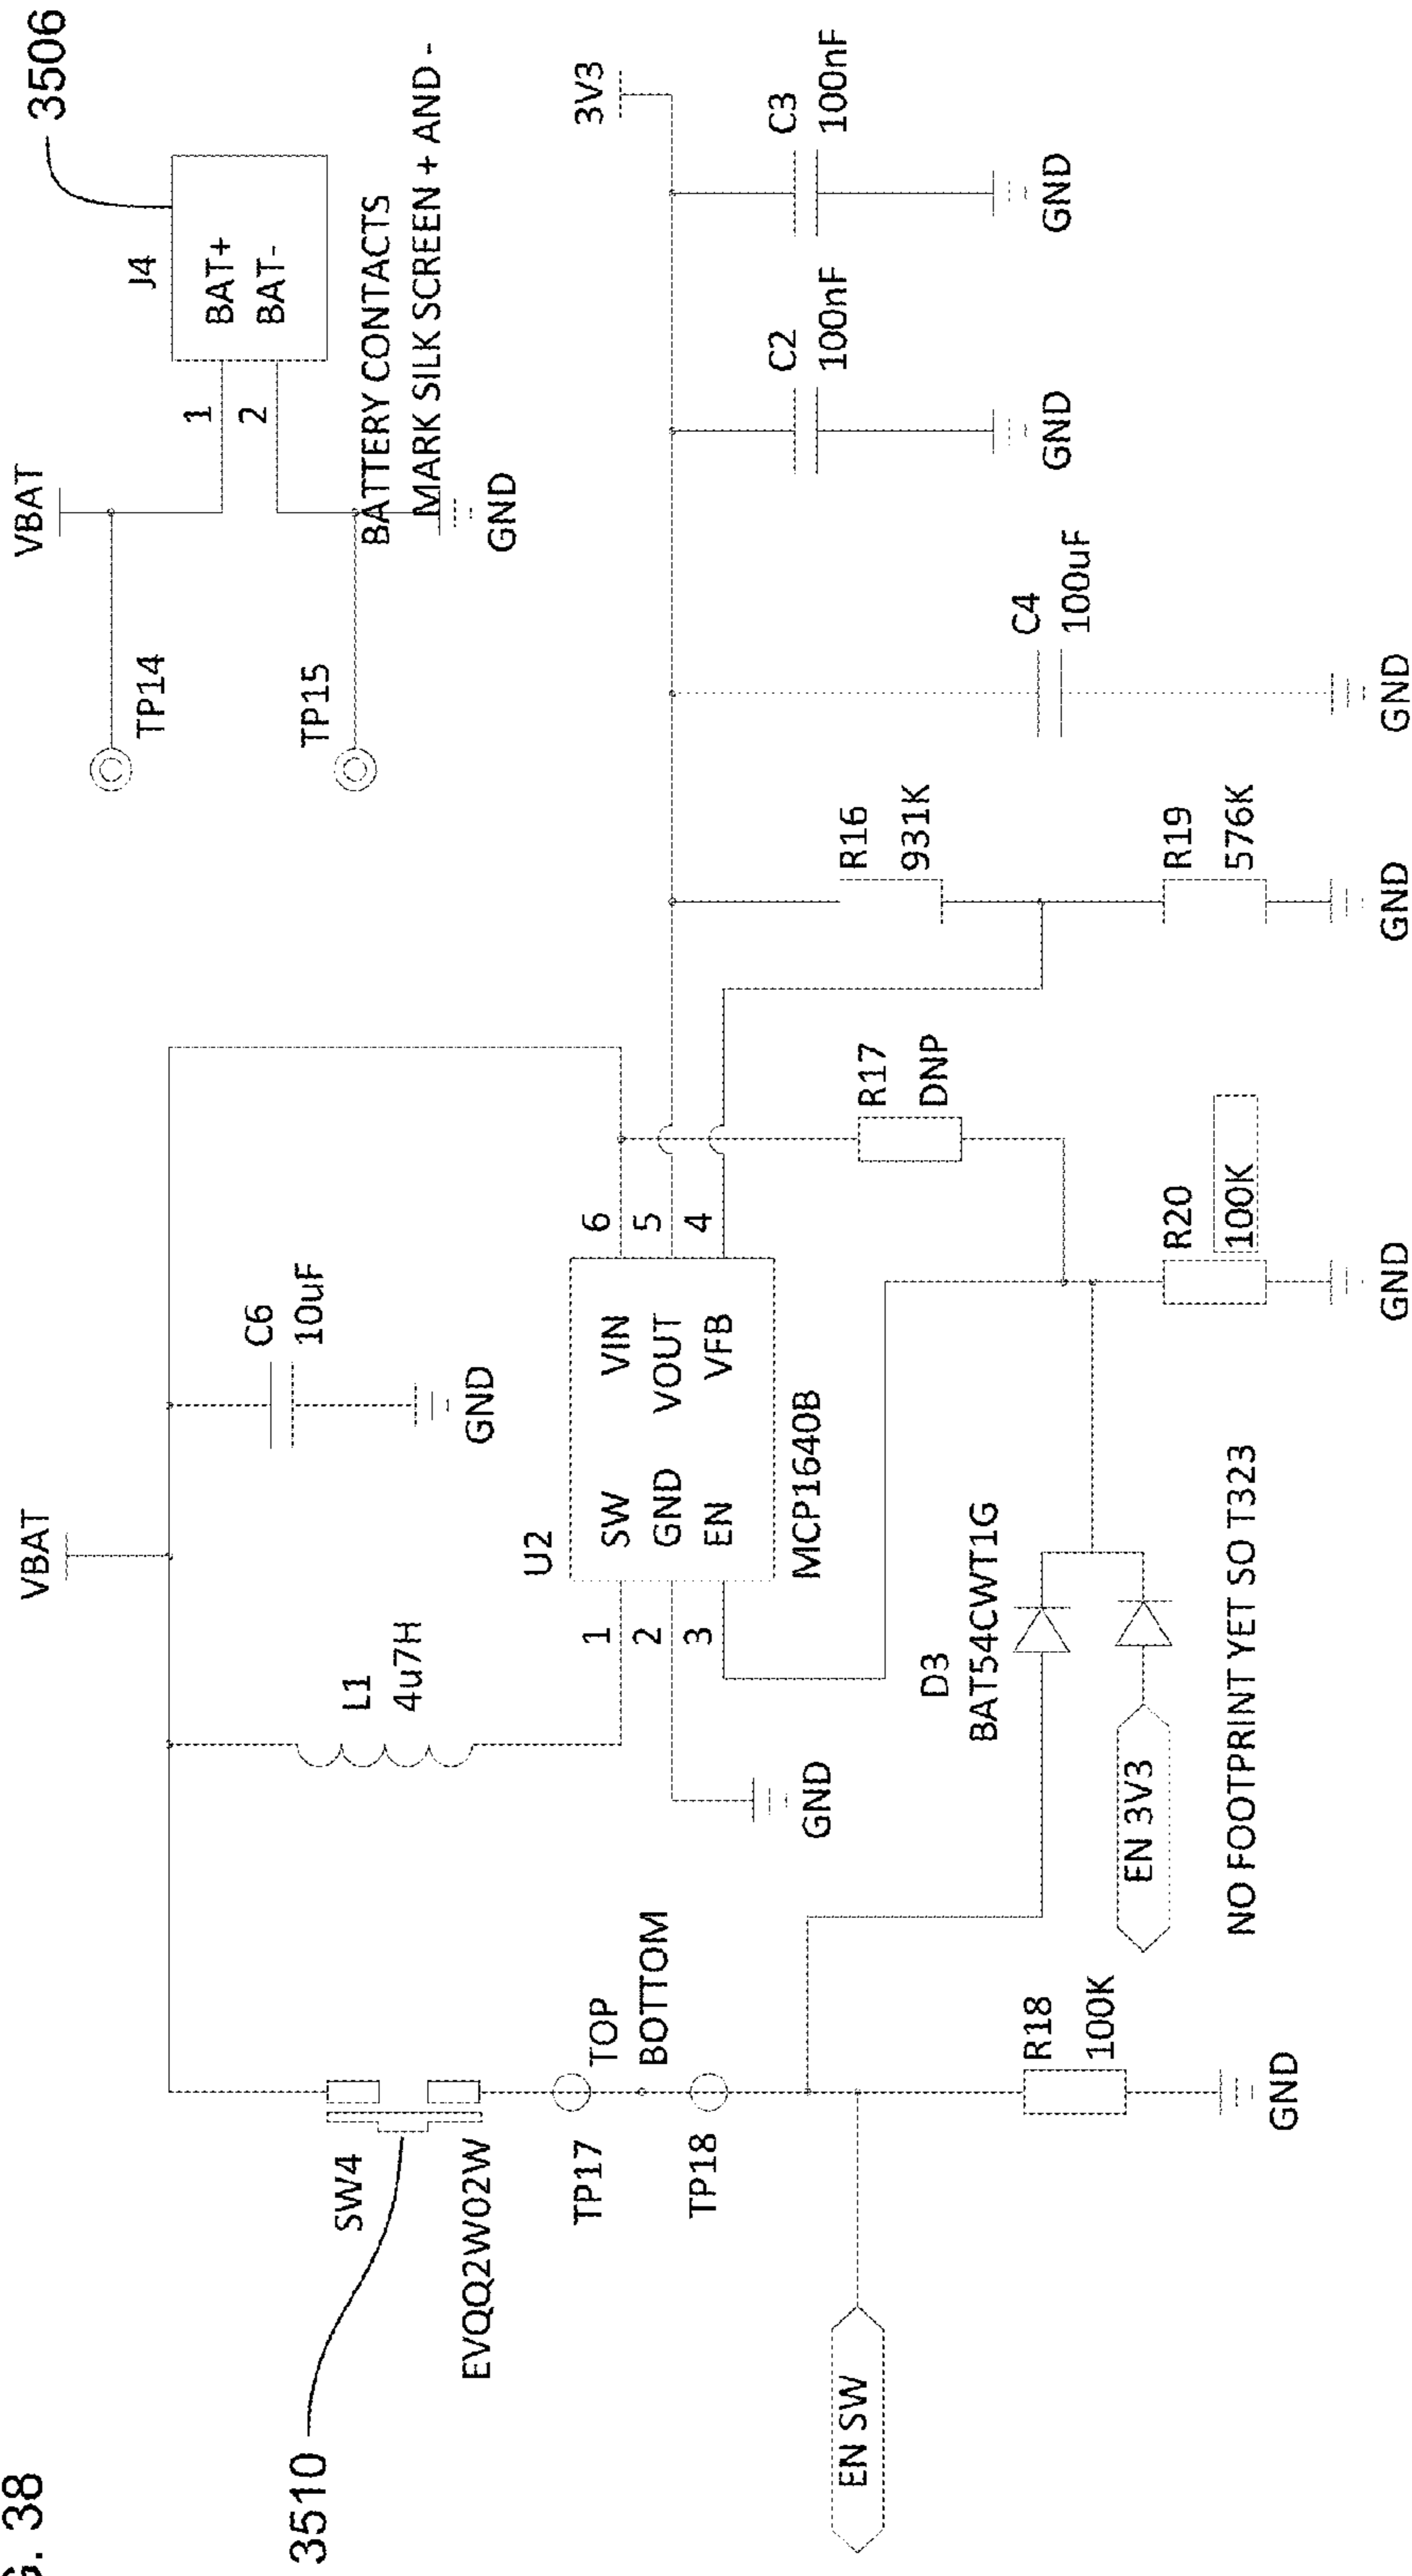 G. 38
3510
SW4
EVQQ2W02W
TP17
TOP
BOTTOM
TP18
EN SW
R18
100K
GND
VBAT
L1
4u7H
C6
10uF
GND
U2
1
2
3
SW
GND
EN
VIN
VOUT
VFB
6
5
4
MCP1640B
GND
D3
BAT54CWT1G
EN 3V3
NO FOOTPRINT YET SO T323
R17
DNP
R20
100K
GND
R16
931K
R19
576K
GND
C4
100uF
GND
C2
100nF
GND
C3
100nF
GND
3V3
VBAT
TP14
TP15
1
2
J4
BAT+
BAT-
3506
BATTERY CONTACTS
MARK SILK SCREEN + AND -
GND